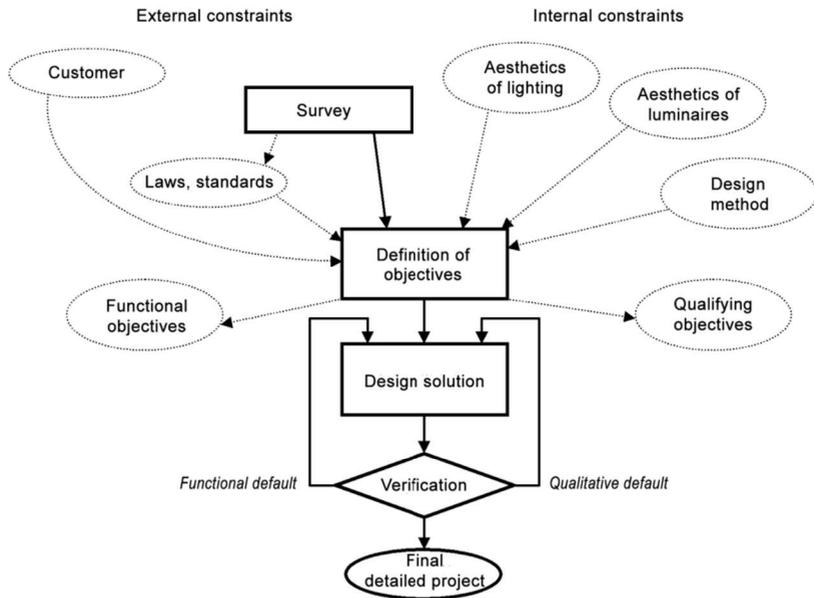 External constraints
Internal constraints
Customer
Aesthetics
of lighting
Survey
Aesthetics of
luminaires
Laws, standards
Design
method
Definition of
objectives
Functional
objectives
Qualifying
objectives
Design solution
Functional default
Verification
Qualitative default
Final
detailed project